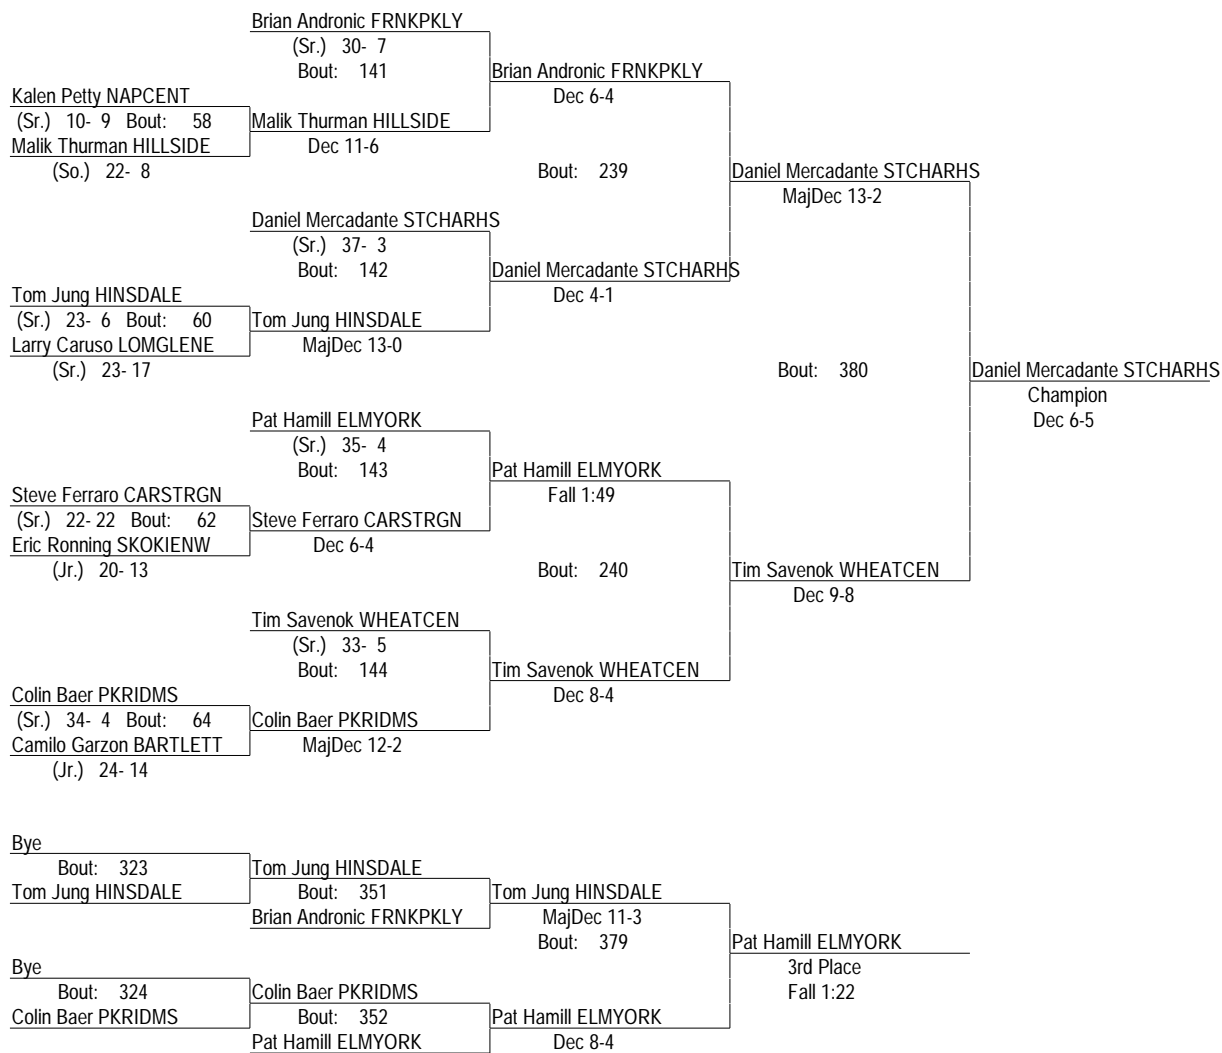 Brian Andronic FRNKPKLY
(Sr.) 30- 7
Bout: 141
Brian Andronic FRNKPKLY
Dec 6-4
Kalen Petty NAPCENT
(Sr.) 10- 9 Bout: 58
Malik Thurman HILLSIDE
Malik Thurman HILLSIDE
Dec 11-6
(So.) 22- 8
Bout: 239
Daniel Mercadante STCHARHS
MajDec 13-2
Daniel Mercadante STCHARHS
(Sr.) 37- 3
Bout: 142
Daniel Mercadante STCHARHS
Dec 4-1
Tom Jung HINSDALE
(Sr.) 23- 6 Bout: 60
Tom Jung HINSDALE
Larry Caruso LOMGLENE
MajDec 13-0
(Sr.) 23- 17
Bout: 380
Daniel Mercadante STCHARHS
Champion
Dec 6-5
Pat Hamill ELMYORK
(Sr.) 35- 4
Bout: 143
Pat Hamill ELMYORK
Fall 1:49
Steve Ferraro CARSTRGN
(Sr.) 22- 22 Bout: 62
Steve Ferraro CARSTRGN
Eric Ronning SKOKIENW
Dec 6-4
(Jr.) 20- 13
Bout: 240
Tim Savenok WHEATCEN
Dec 9-8
Tim Savenok WHEATCEN
(Sr.) 33- 5
Bout: 144
Tim Savenok WHEATCEN
Dec 8-4
Colin Baer PKRIDMS
(Sr.) 34- 4 Bout: 64
Colin Baer PKRIDMS
Camilo Garzon BARTLETT
MajDec 12-2
(Jr.) 24- 14
Bye
Bout: 323
Tom Jung HINSDALE
Tom Jung HINSDALE
Bout: 351
Brian Andronic FRNKPKLY
Tom Jung HINSDALE
MajDec 11-3
Bout: 379
Pat Hamill ELMYORK
3rd Place
Fall 1:22
Bye
Bout: 324
Colin Baer PKRIDMS
Colin Baer PKRIDMS
Bout: 352
Pat Hamill ELMYORK
Pat Hamill ELMYORK
Dec 8-4